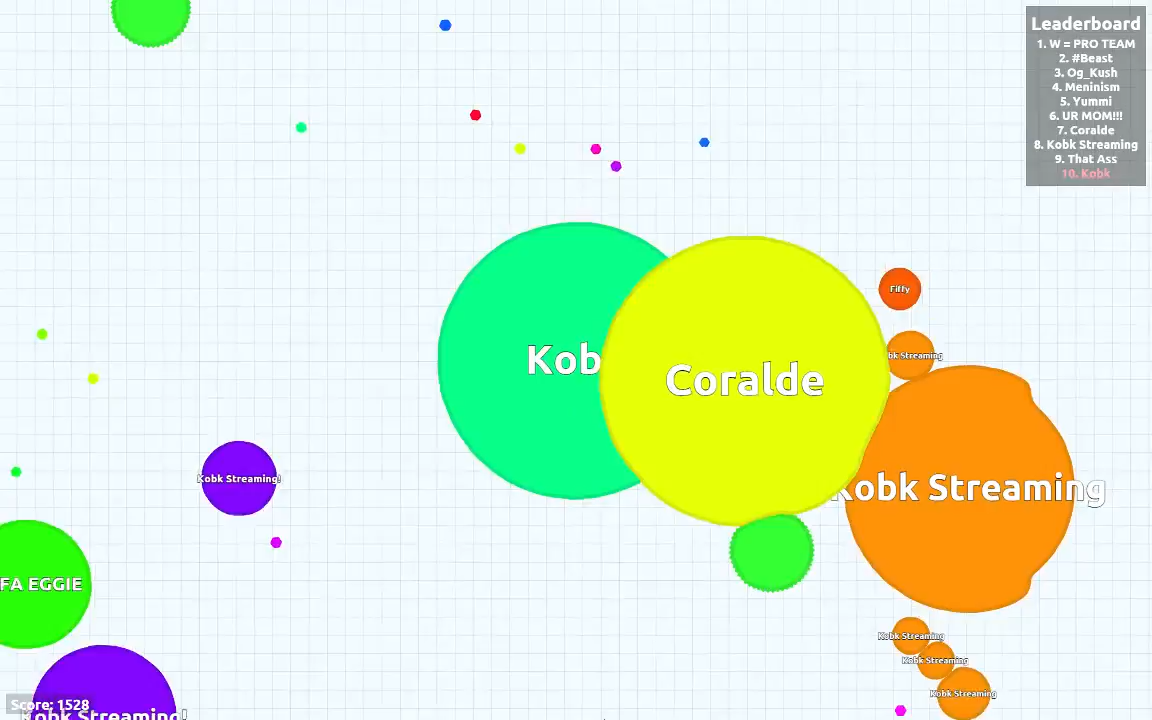 Leaderboard
1. W = PRO TEAM
2. #Beast
3. Og_Kush
4. Meninism
5. Yummi
6. UR MOM!!!
7. Coralde
8. Kobk Streaming
9. That Ass
10. Kobk
Fiffy
bk Streaming
Kob
Coralde
Kobk Streaming!
Kobk Streaming
FA EGGIE
Kobk Streaming
Kobk Streaming
Kobk Streaming
Score: 1528
Kobk Streaming!